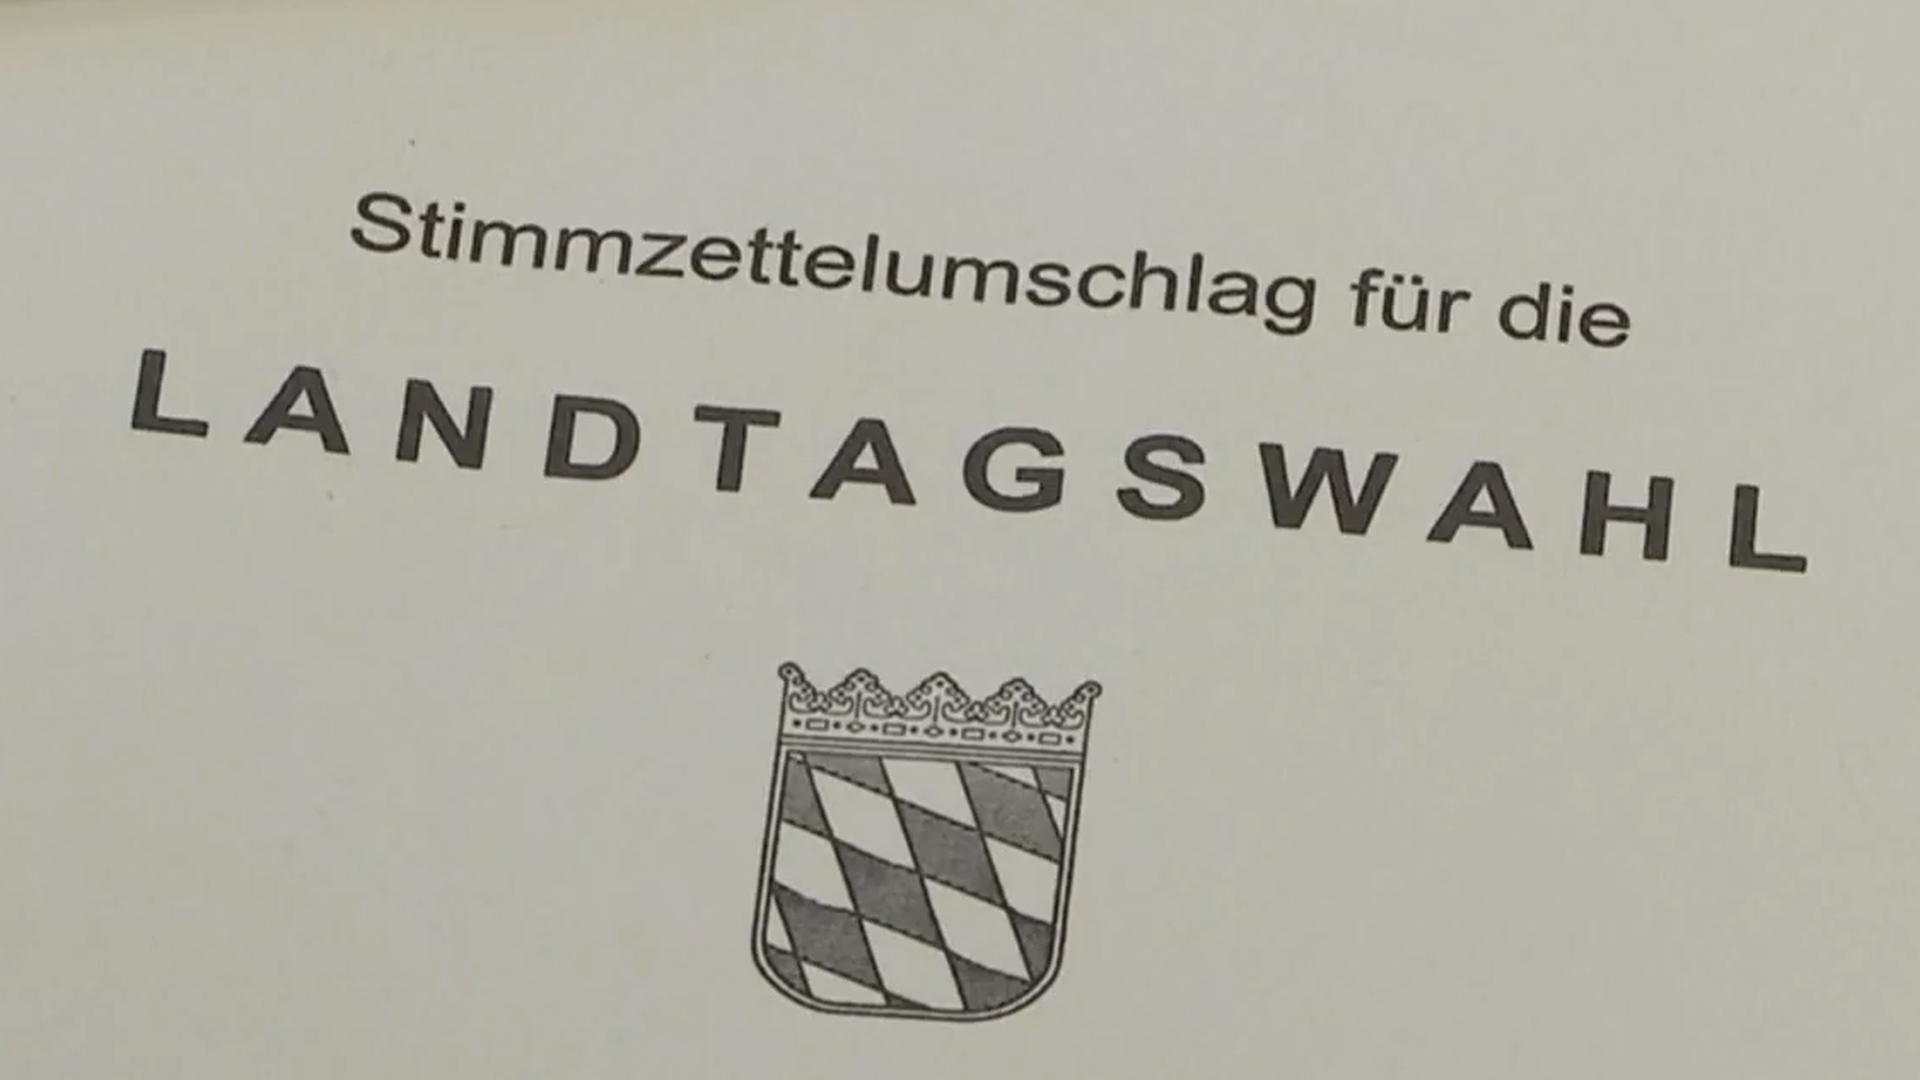 Stimmzettelumschlag für die
LANDTAGSWAHL